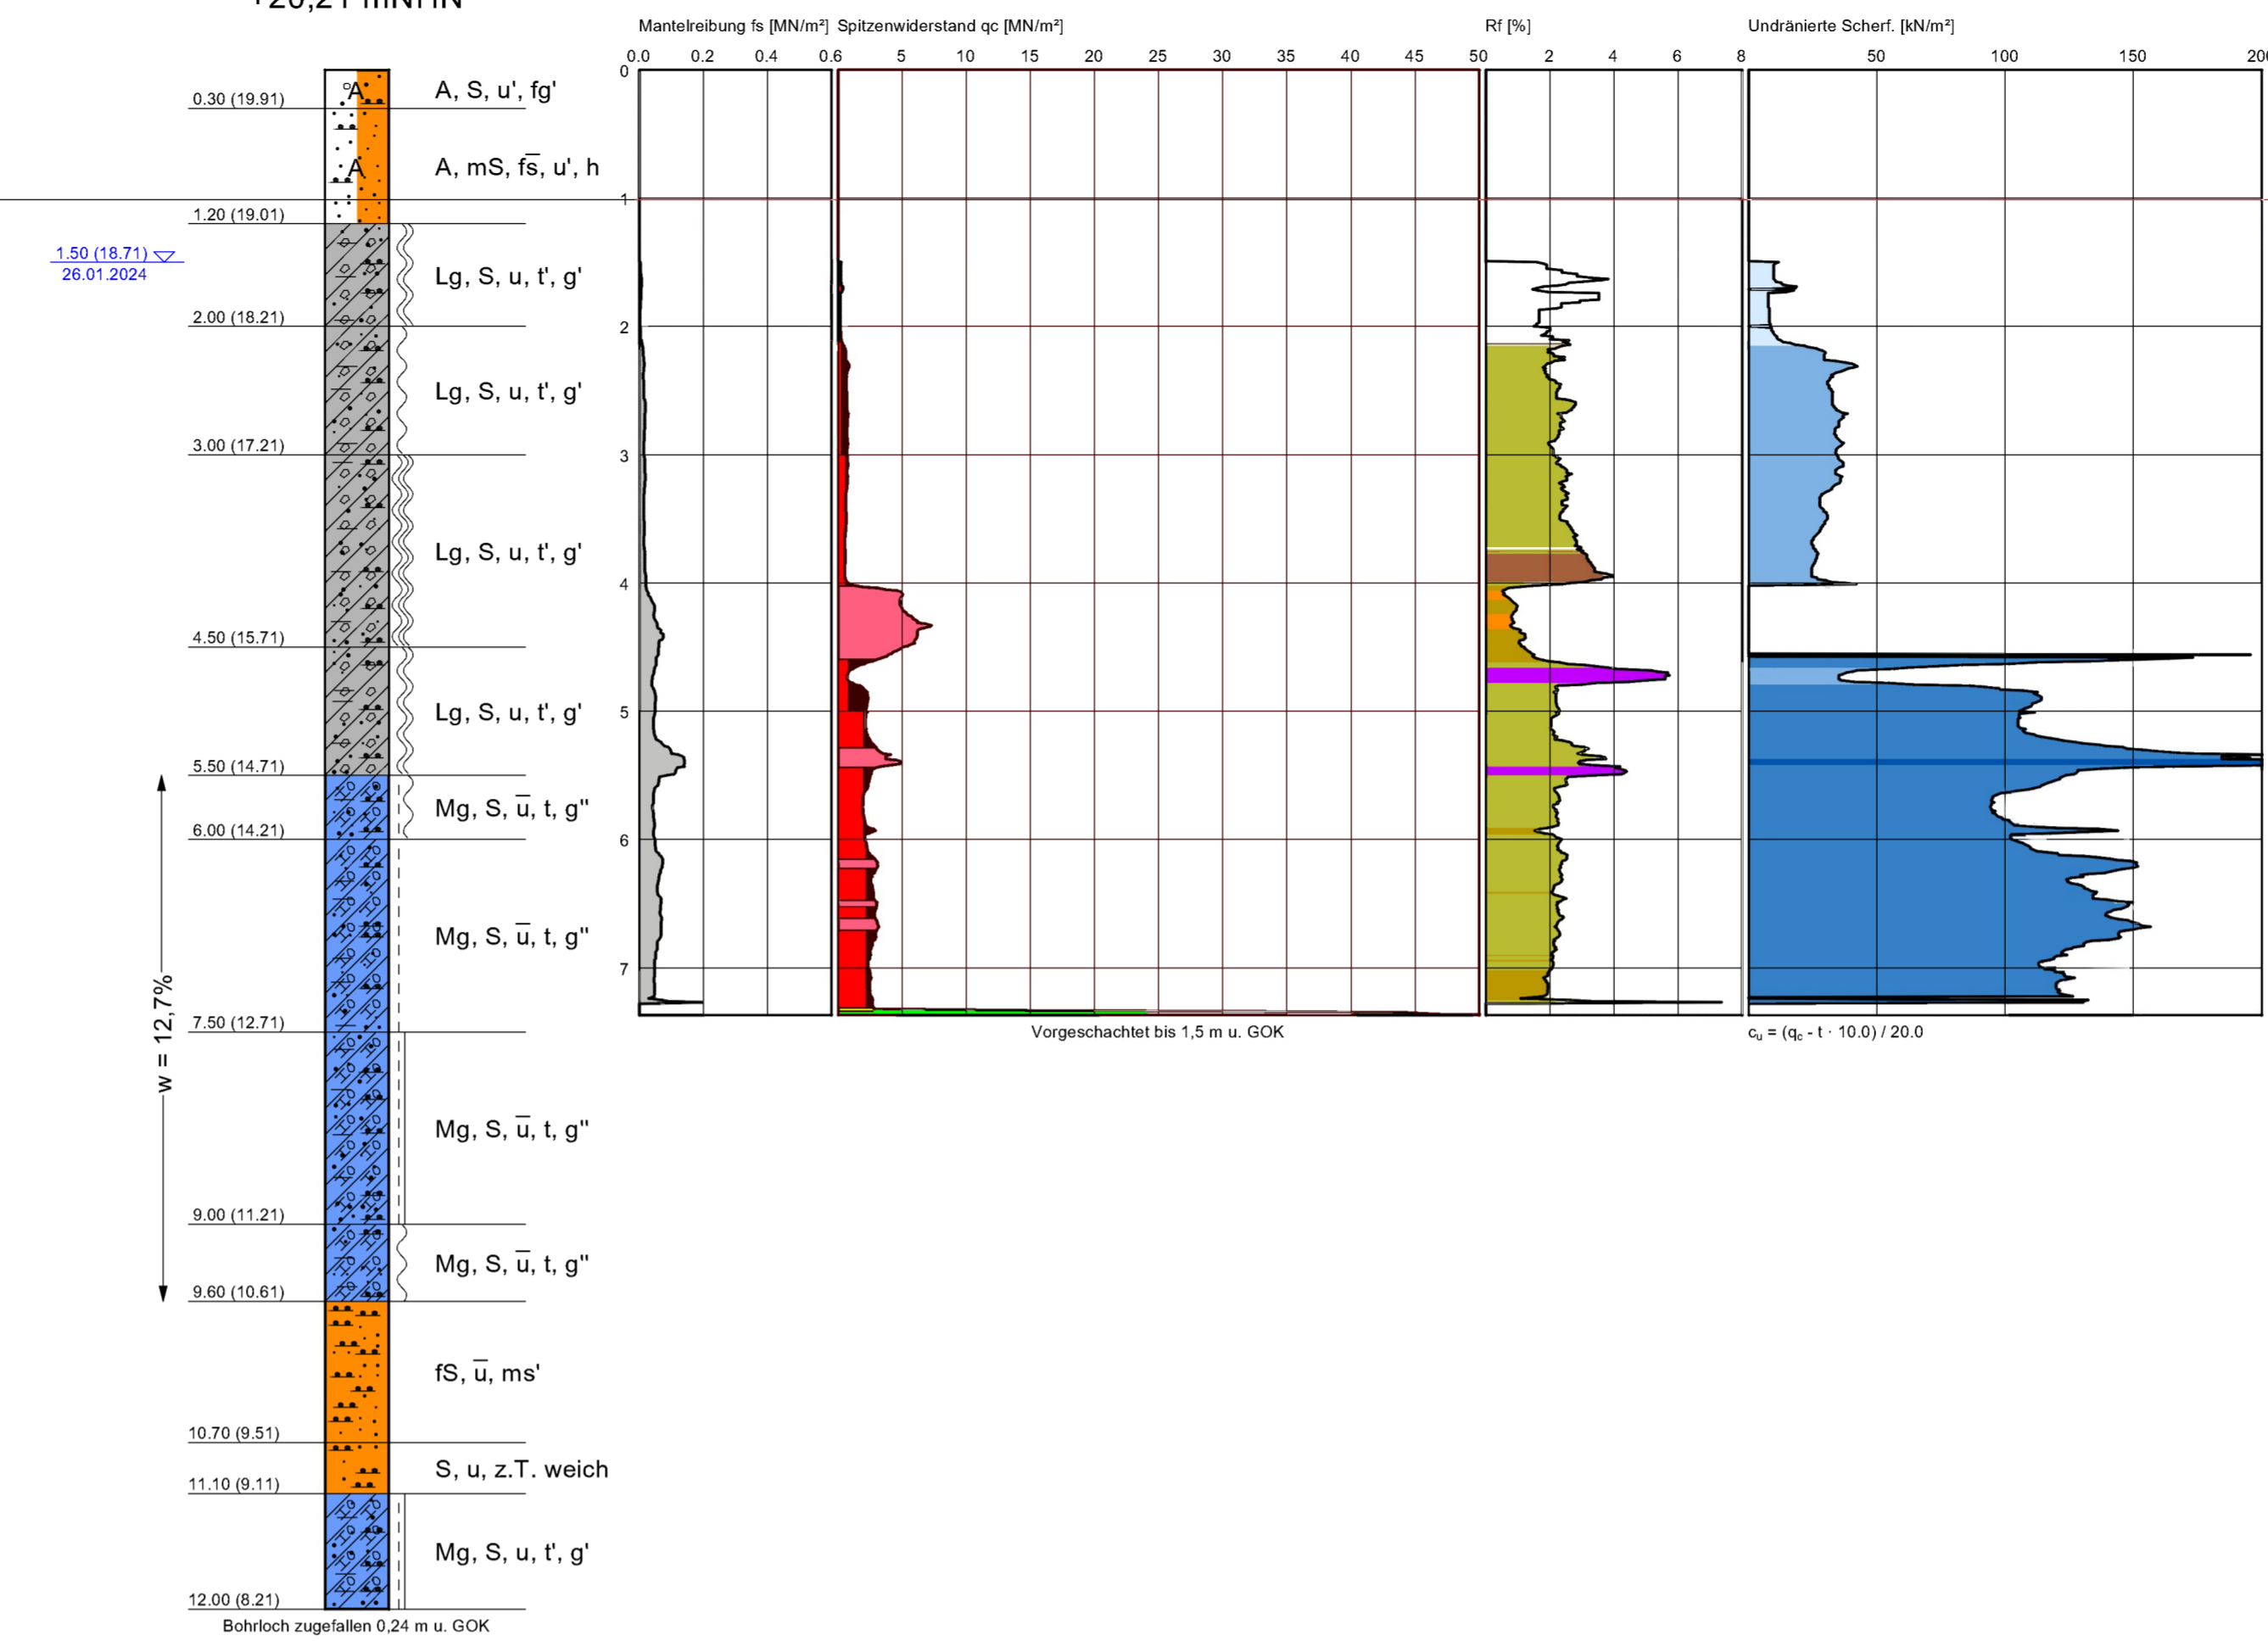 Mantelreibung fs [MN/m²] Spitzenwiderstand qc [MN/m²] Rf [%] Undränierte Scherf. [kN/m²]
0.0 0.2 0.4 0.6 5 10 15 20 25 30 35 40 45 50 2 4 6 8 50 100 150
0
A
A, S, u', fg'
0.30 (19.91)
A
A, mS, fs̅, u', h
1
1.20 (19.01)
1.50 (18.71)
26.01.2024
Lg, S, u, t', g'
2.00 (18.21)
2
Lg, S, u, t', g'
3.00 (17.21)
3
Lg, S, u, t', g'
4
4.50 (15.71)
Lg, S, u, t', g'
5
5.50 (14.71)
Mg, S, u̅, t, g''
6.00 (14.21)
6
Mg, S, u̅, t, g''
7
w = 12,7%
7.50 (12.71)
Vorgeschachtet bis 1,5 m u. GOK
cᵤ = (q꜀ - t · 10.0) / 20.0
Mg, S, u̅, t, g''
9.00 (11.21)
Mg, S, u̅, t, g''
9.60 (10.61)
fS, u̅, ms'
10.70 (9.51)
S, u, z.T. weich
11.10 (9.11)
Mg, S, u, t', g'
12.00 (8.21)
Bohrloch zugefallen 0,24 m u. GOK